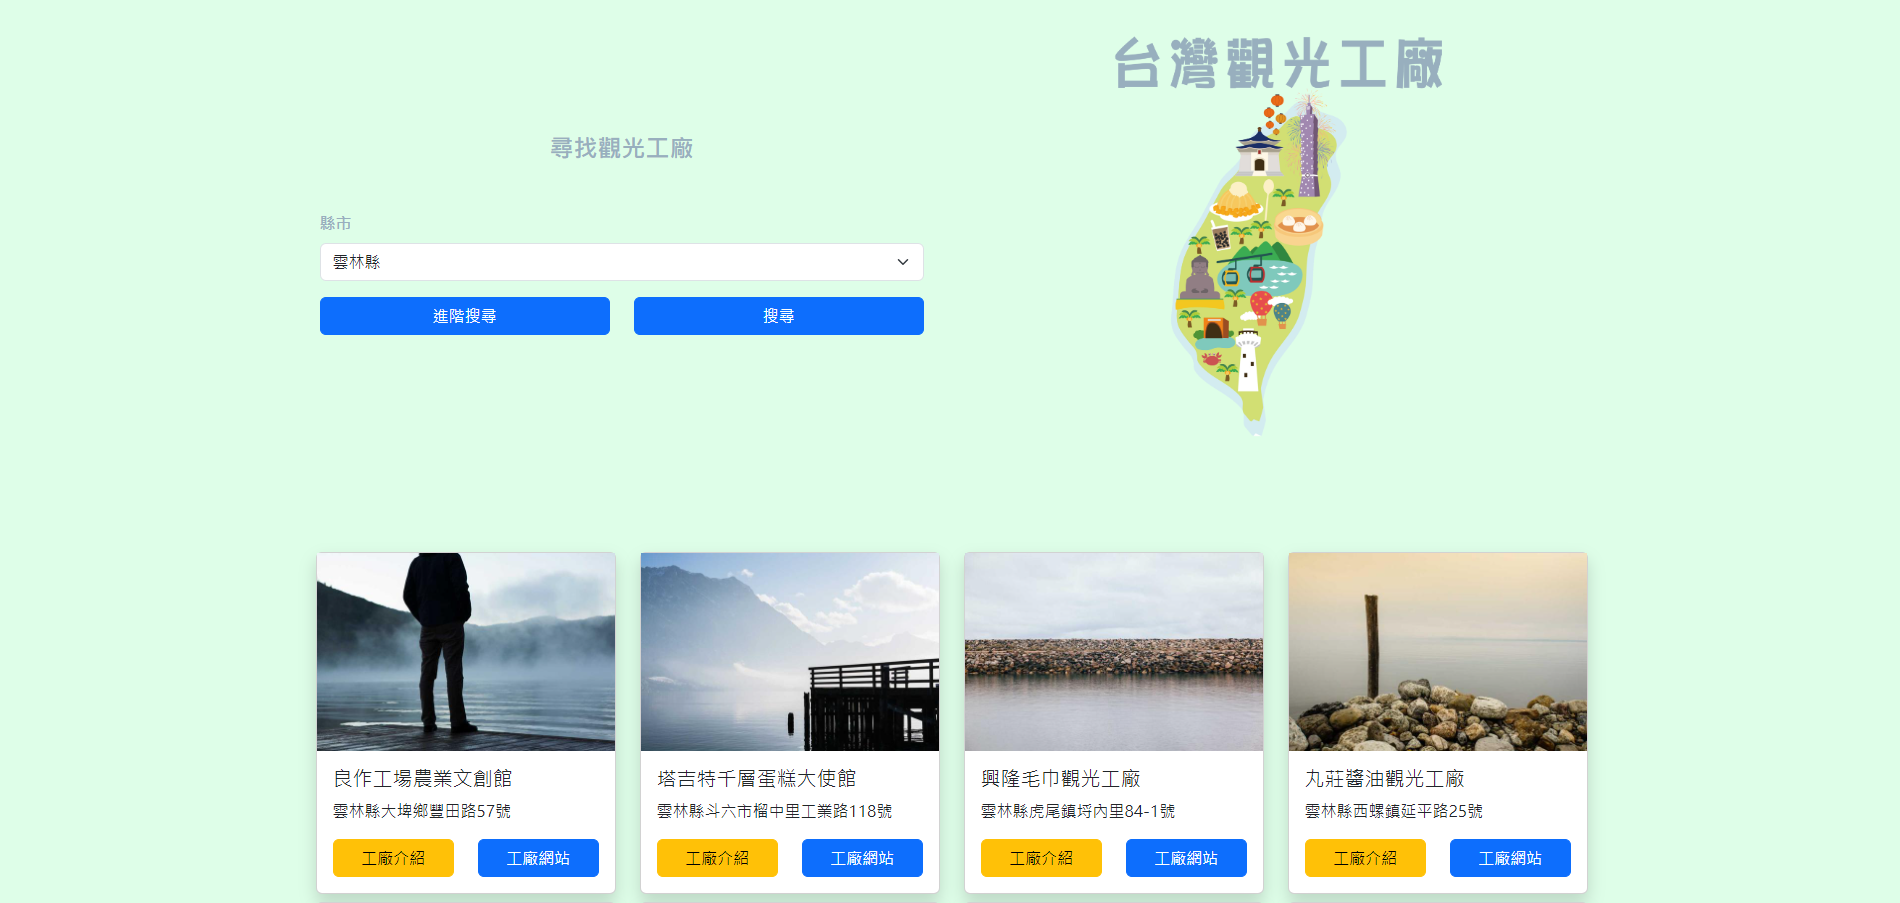 台灣觀光工廠
尋找觀光工廠
縣市
雲林縣
進階搜尋
搜尋
良作工場農業文創館
雲林縣大埤鄉豐田路57號
工廠介紹
工廠網站
塔吉特千層蛋糕大使館
雲林縣斗六市榴中里工業路118號
工廠介紹
工廠網站
興隆毛巾觀光工廠
雲林縣虎尾鎮埒內里84-1號
工廠介紹
工廠網站
丸莊醬油觀光工廠
雲林縣西螺鎮延平路25號
工廠介紹
工廠網站